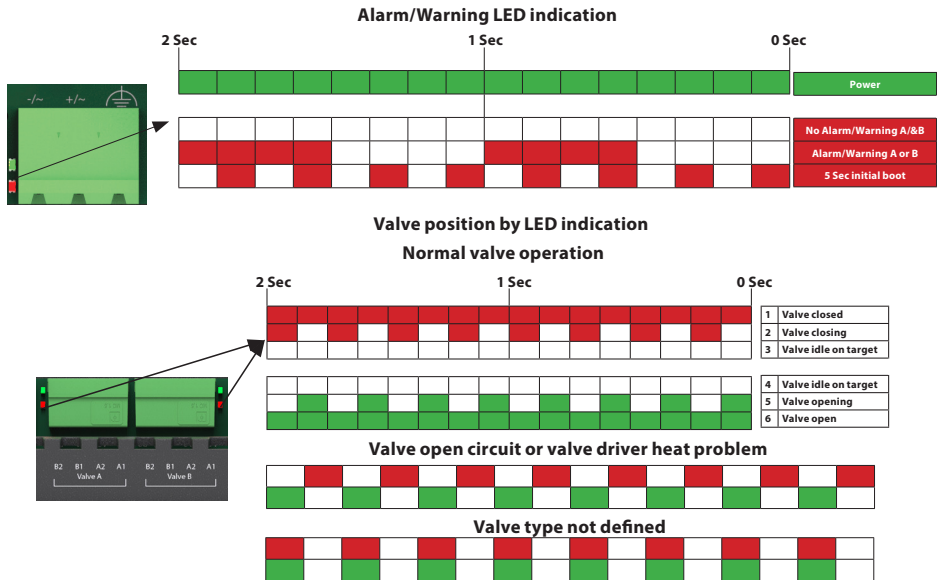 Alarm/Warning LED indication
2 Sec 1 Sec 0 Sec
-/~ +/~
Power
No Alarm/Warning A/&B
Alarm/Warning A or B
5 Sec initial boot
Valve position by LED indication
Normal valve operation
2 Sec 1 Sec 0 Sec
1 Valve closed
2 Valve closing
3 Valve idle on target
4 Valve idle on target
5 Valve opening
6 Valve open
B2 B1 A2 A1 B2 B1 A2 A1
Valve A Valve B
Valve open circuit or valve driver heat problem
Valve type not defined